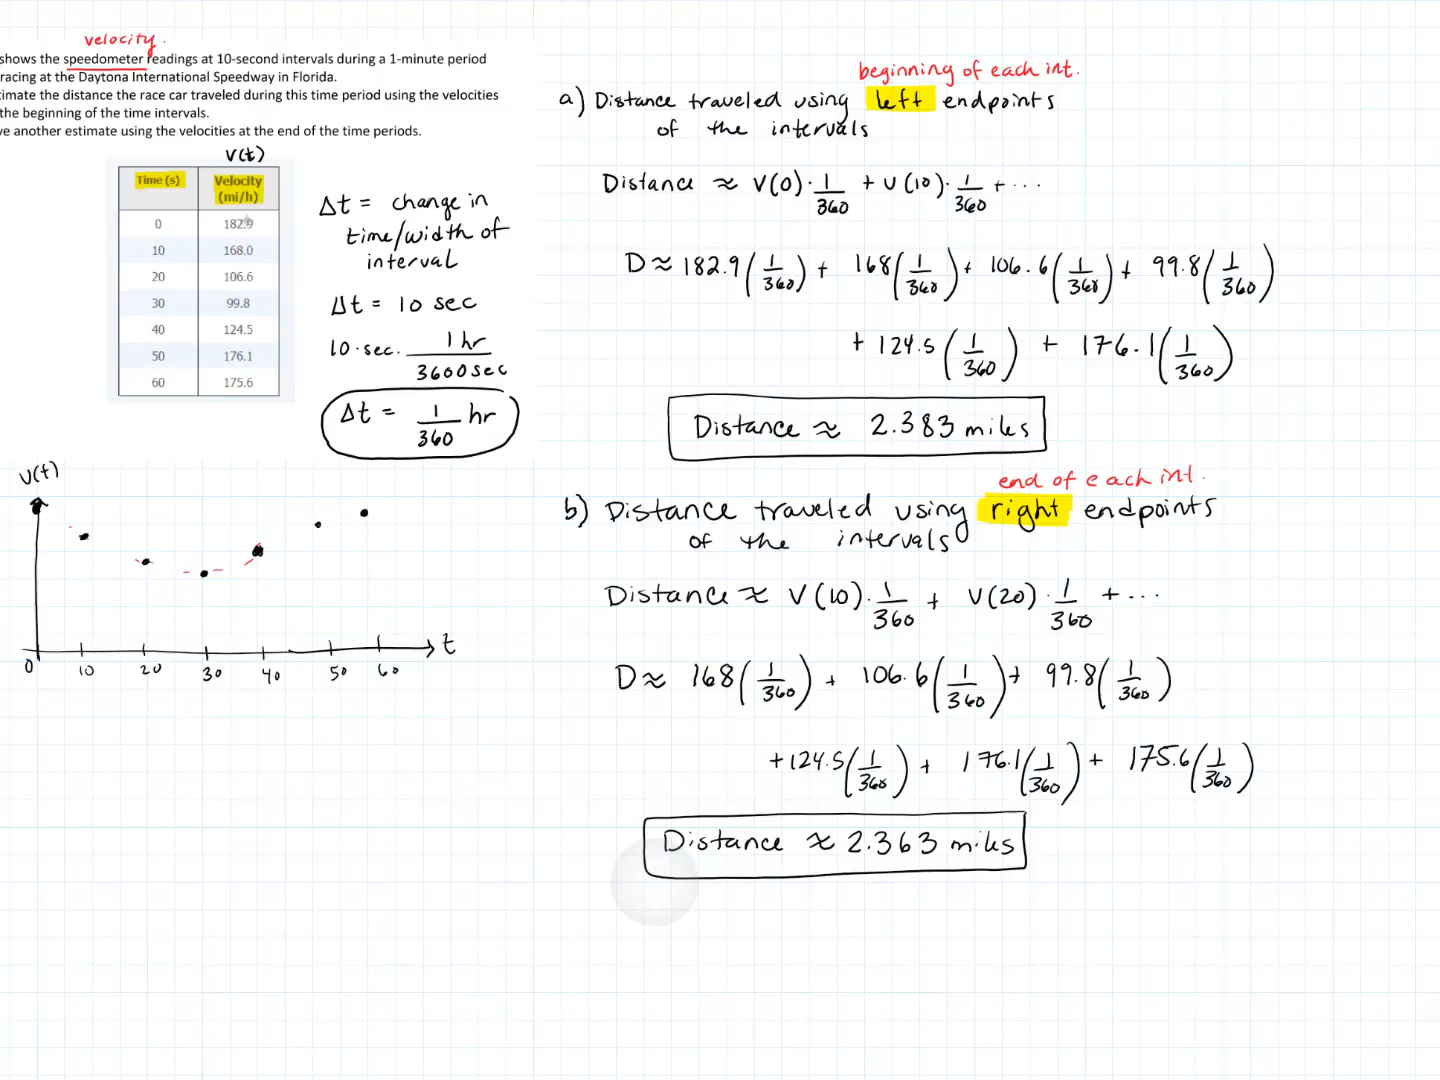 velocity.
shows the speedometer readings at 10-second intervals during a 1-minute period
racing at the Daytona International Speedway in Florida.
timate the distance the race car traveled during this time period using the velocities
the beginning of the time intervals.
ve another estimate using the velocities at the end of the time periods.
V(t)
Time (s) Velocity (mi/h)
0 182.9
10 168.0
20 106.6
30 99.8
40 124.5
50 176.1
60 175.6
Δt = change in
time/width of
interval
Δt = 10 sec
10·sec. 1 hr / 3600 sec
Δt = 1/360 hr
v(t)
0 10 20 30 40 50 60 t
beginning of each int.
a) Distance traveled using left endpoints
of the intervals
Distance ≈ V(0)·1/360 + V(10)·1/360 + ...
D ≈ 182.9(1/360) + 168(1/360) + 106.6(1/360) + 99.8(1/360)
+ 124.5(1/360) + 176.1(1/360)
Distance ≈ 2.383 miles
end of each int.
b) Distance traveled using right endpoints
of the intervals
Distance ≈ V(10)·1/360 + V(20)·1/360 + ...
D ≈ 168(1/360) + 106.6(1/360) + 99.8(1/360)
+124.5(1/360) + 176.1(1/360) + 175.6(1/360)
Distance ≈ 2.363 miles